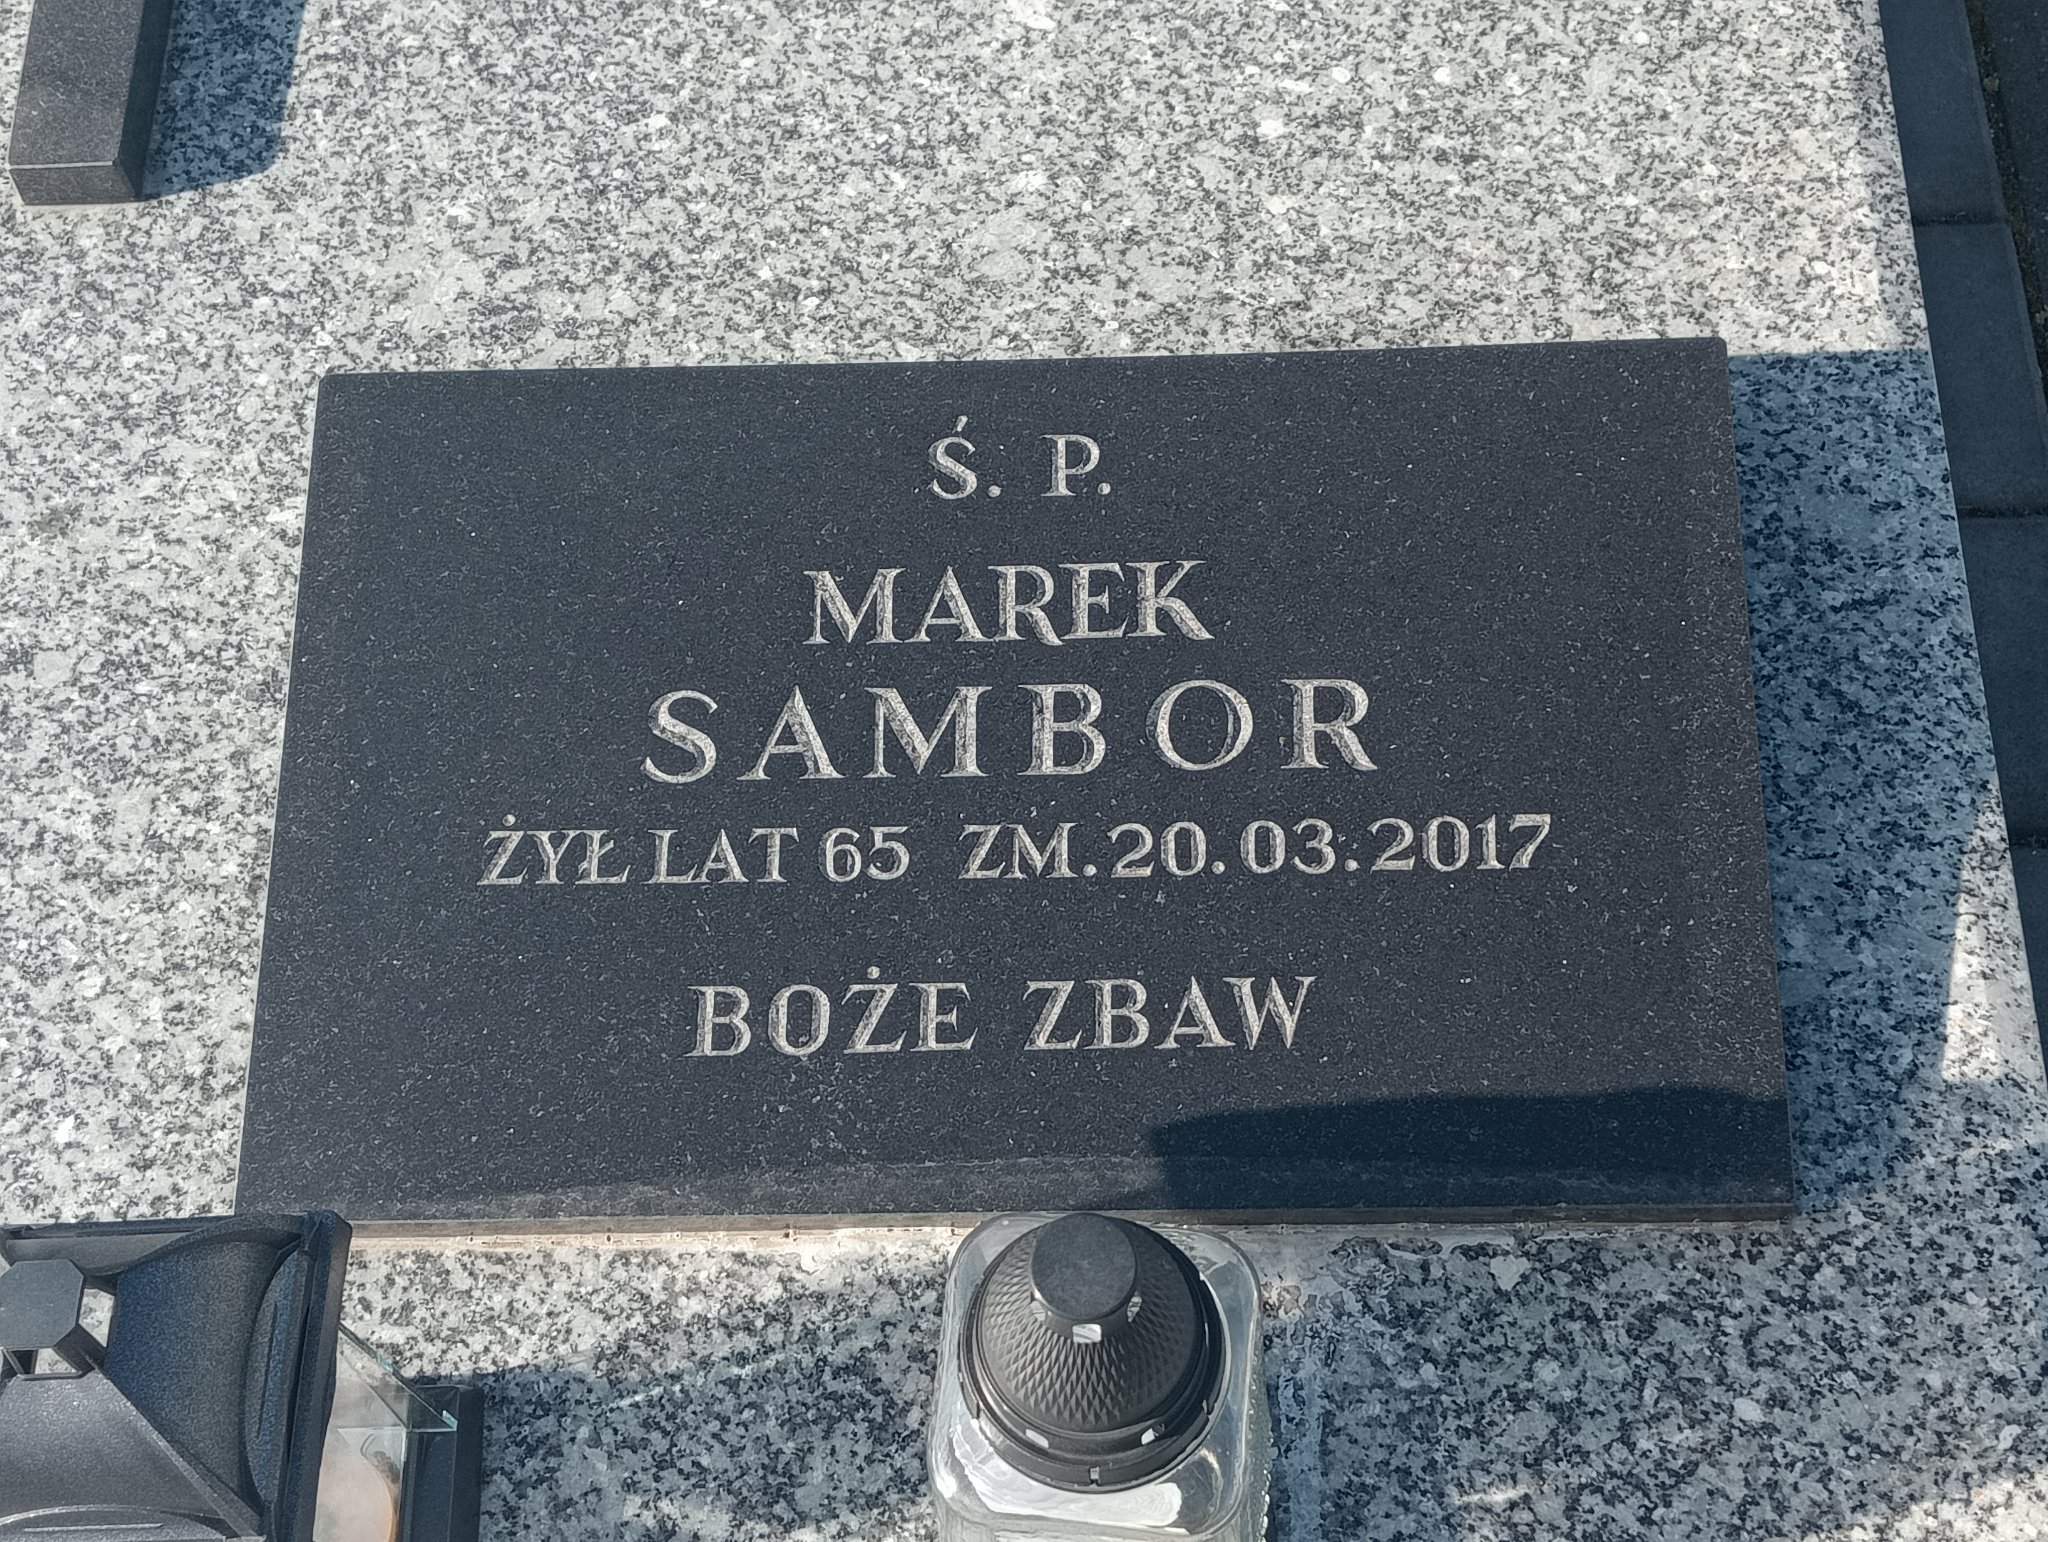 Ś. P.
MAREK
SAMBOR
ŻYŁ LAT 65 ZM. 20.03.2017
BOŻE ZBAW